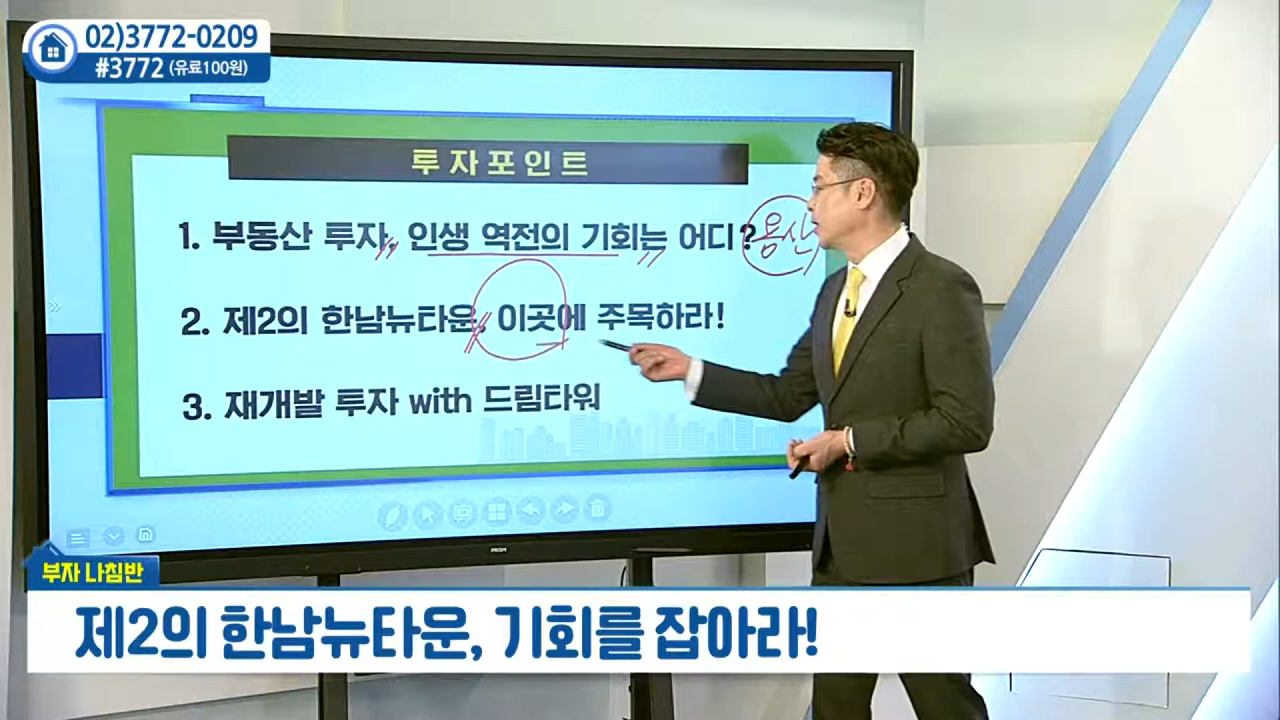 02)3772-0209
#3772 (유료100원)
투자포인트
1. 부동산 투자, 인생 역전의 기회는 어디? 용산
2. 제2의 한남뉴타운, 이곳에 주목하라!
3. 재개발 투자 with 드림타워
부자 나침반
제2의 한남뉴타운, 기회를 잡아라!